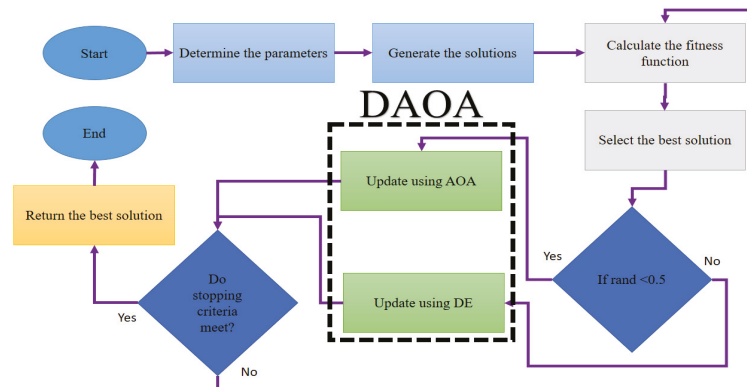 Start
Determine the parameters
Generate the solutions
Calculate the fitness
function
Select the best solution
If rand <0.5
Yes
No
DAOA
Update using AOA
Update using DE
Do
stopping
criteria
meet?
Yes
No
Return the best solution
End